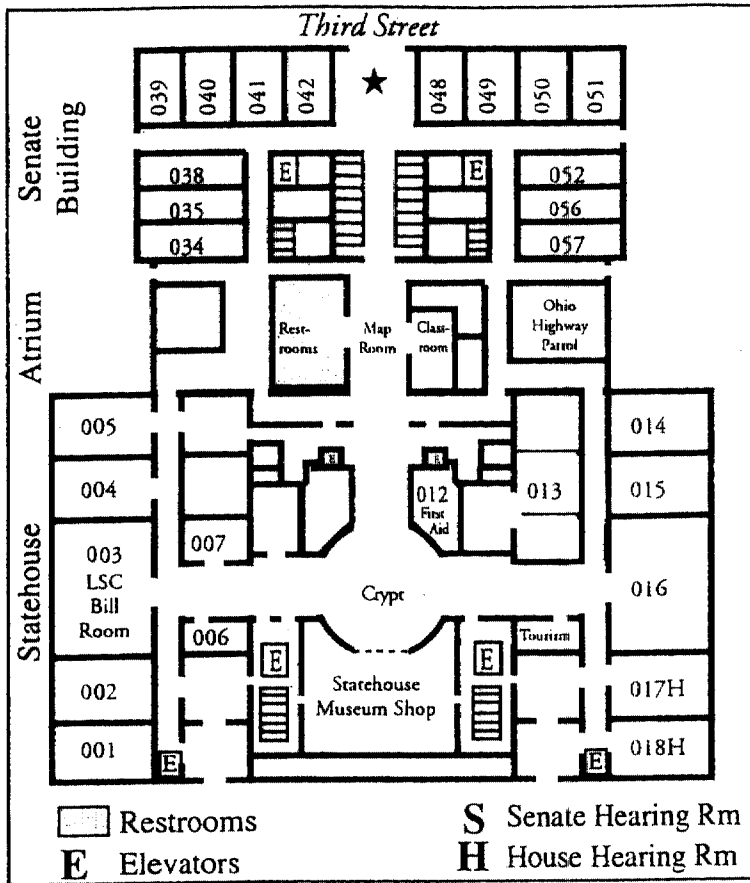 Third Street
039
040
041
042
048
049
050
051
Senate
Building
038
035
034
E
E
052
056
057
Atrium
Rest-
rooms
Map
Room
Class-
room
Ohio
Highway
Patrol
Statehouse
005
004
003
LSC
Bill
Room
002
001
007
006
E
E
012
First
Aid
013
014
015
016
017H
018H
Crypt
Tourism
E
E
Statehouse
Museum Shop
E
E
Restrooms
E Elevators
S Senate Hearing Rm
H House Hearing Rm